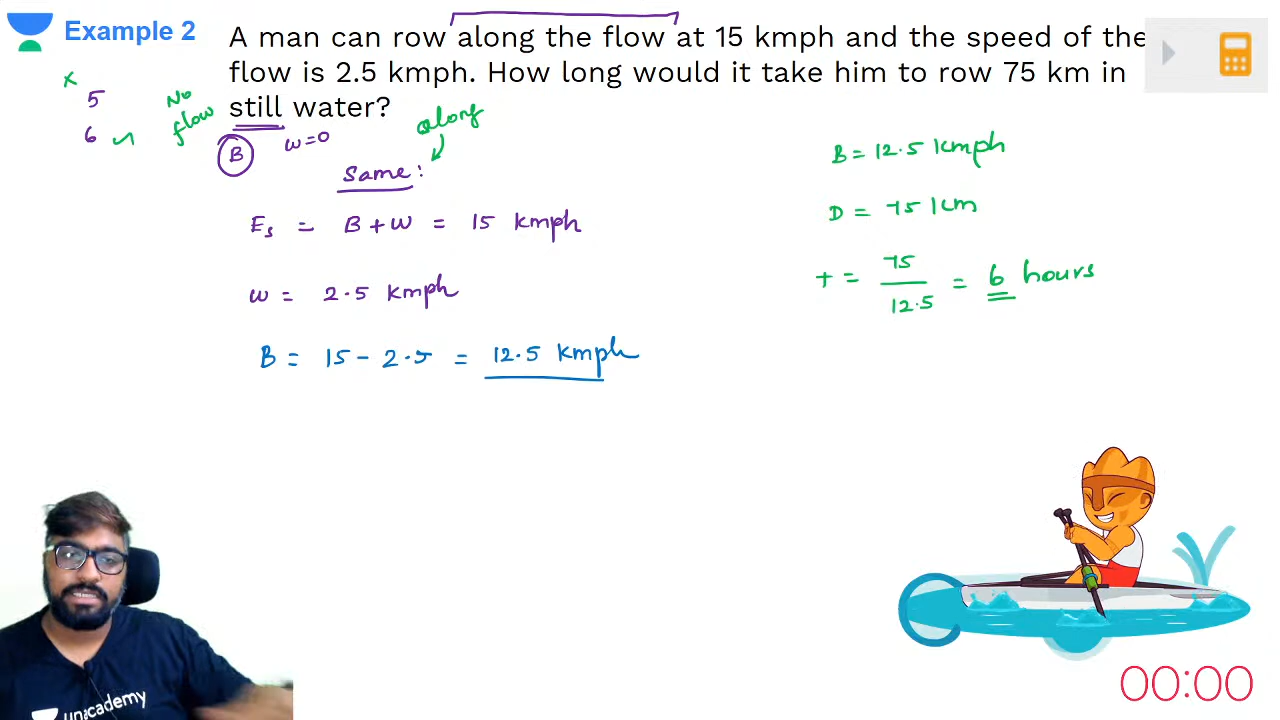 Example 2
A man can row along the flow at 15 kmph and the speed of the
flow is 2.5 kmph. How long would it take him to row 75 km in
still water?
x
5
6
No
flow
B
w=0
along
Same:
Es = B+W = 15 kmph
w = 2.5 kmph
B = 15 - 2.5 = 12.5 kmph
B = 12.5 kmph
D = 75 km
t = 75
12.5
= 6 hours
unacademy
00:00